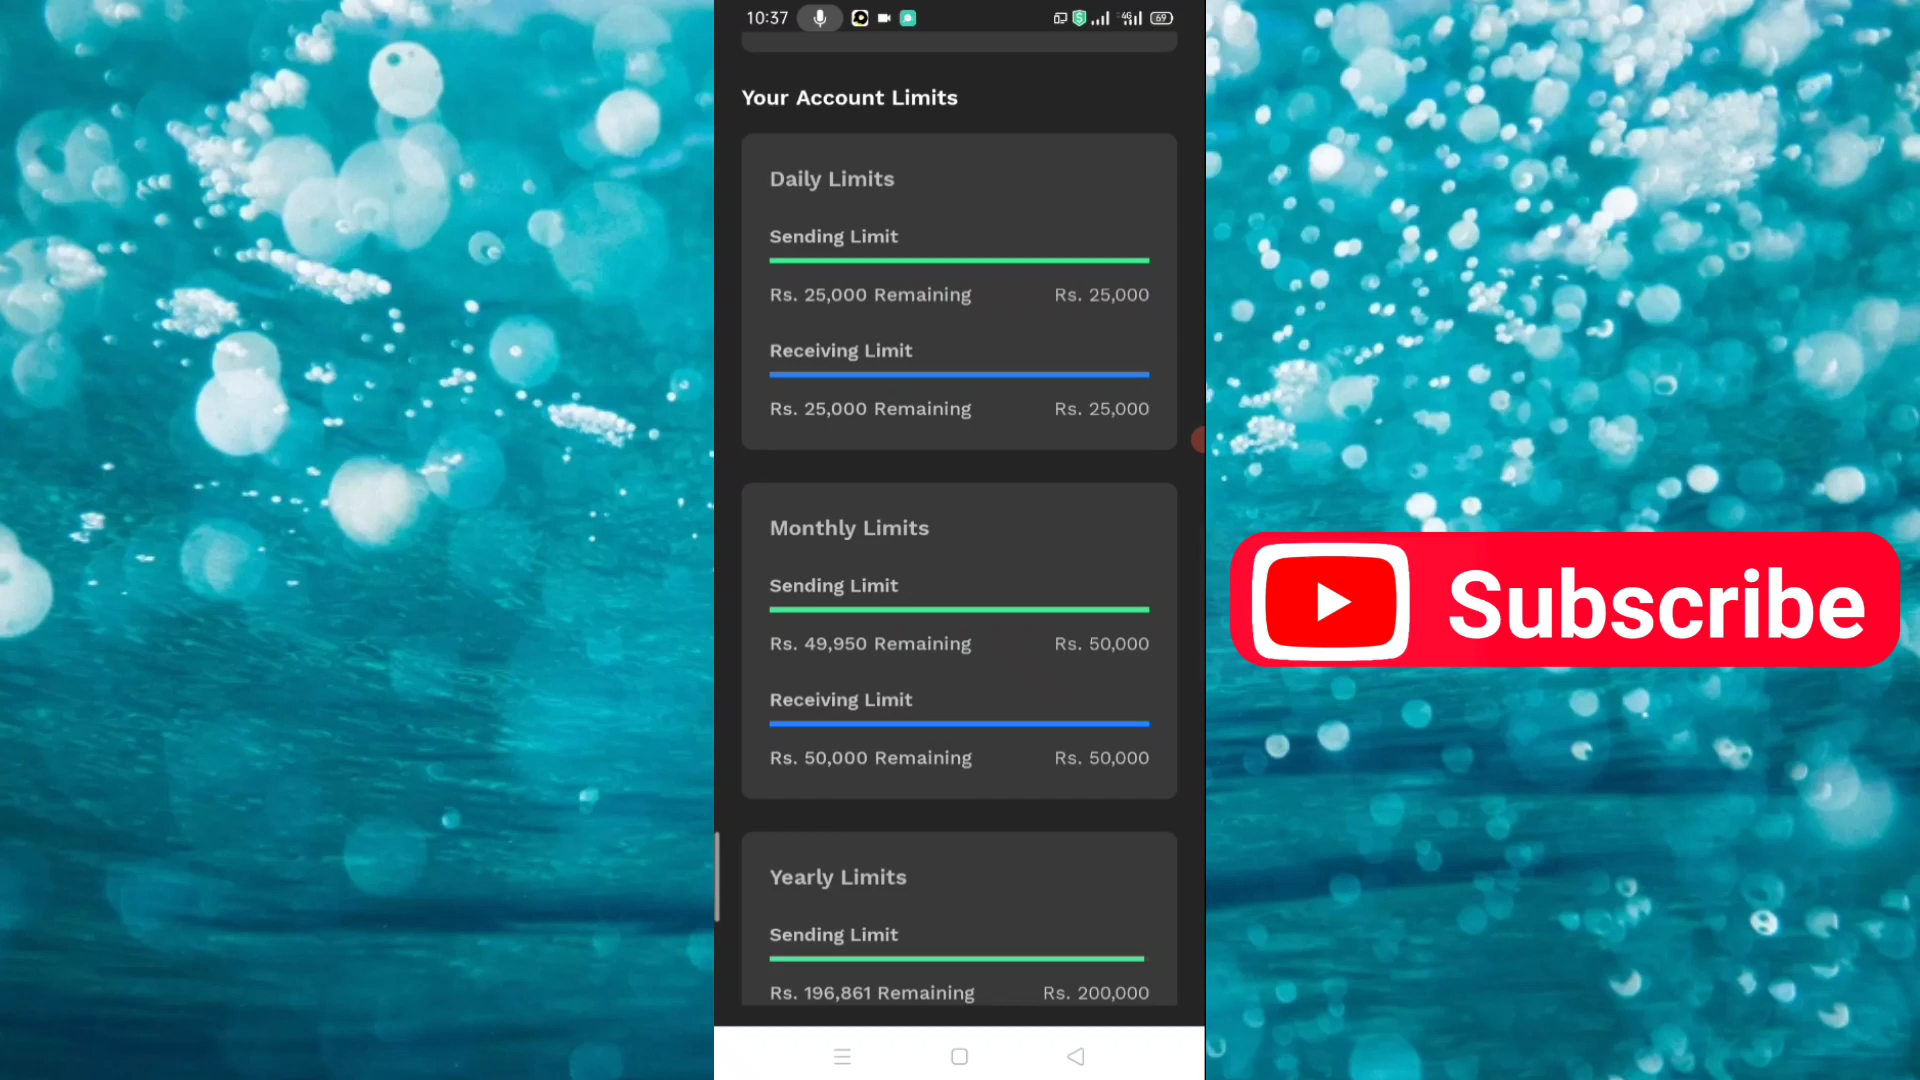 10:37
4G
69
Your Account Limits
Daily Limits
Sending Limit
Rs. 25,000 Remaining Rs. 25,000
Receiving Limit
Rs. 25,000 Remaining Rs. 25,000
Monthly Limits
Sending Limit
Rs. 49,950 Remaining Rs. 50,000
Receiving Limit
Rs. 50,000 Remaining Rs. 50,000
Subscribe
Yearly Limits
Sending Limit
Rs. 196,861 Remaining Rs. 200,000